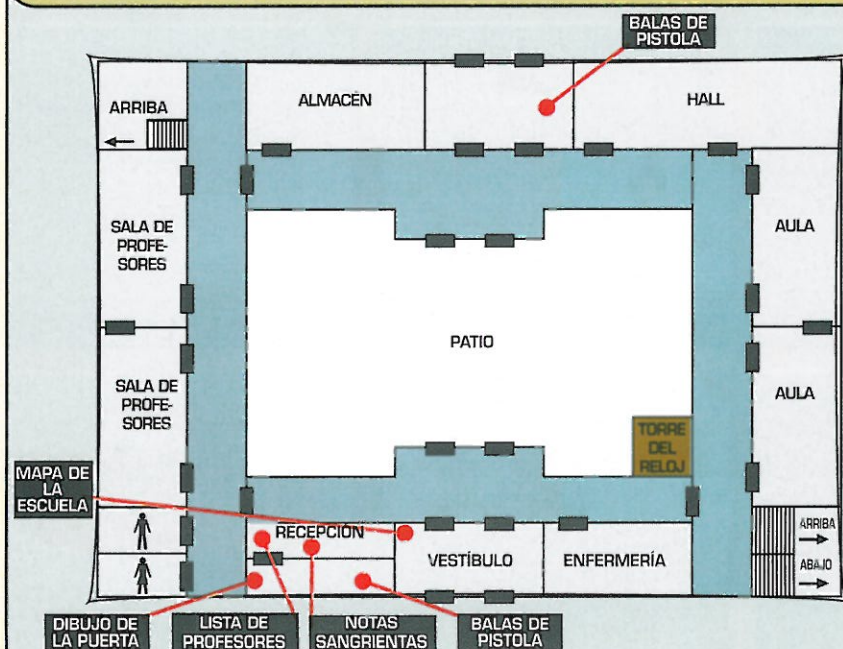 BALAS DE
PISTOLA
ARRIBA
ALMACÉN
HALL
SALA DE
PROFE-
SORES
AULA
PATIO
SALA DE
PROFE-
SORES
AULA
TORRE
DEL
RELOJ
MAPA DE
LA
ESCUELA
RECEPCIÓN
VESTÍBULO
ENFERMERÍA
ARRIBA
ABAJO
DIBUJO DE
LA PUERTA
LISTA DE
PROFESORES
NOTAS
SANGRIENTAS
BALAS DE
PISTOLA